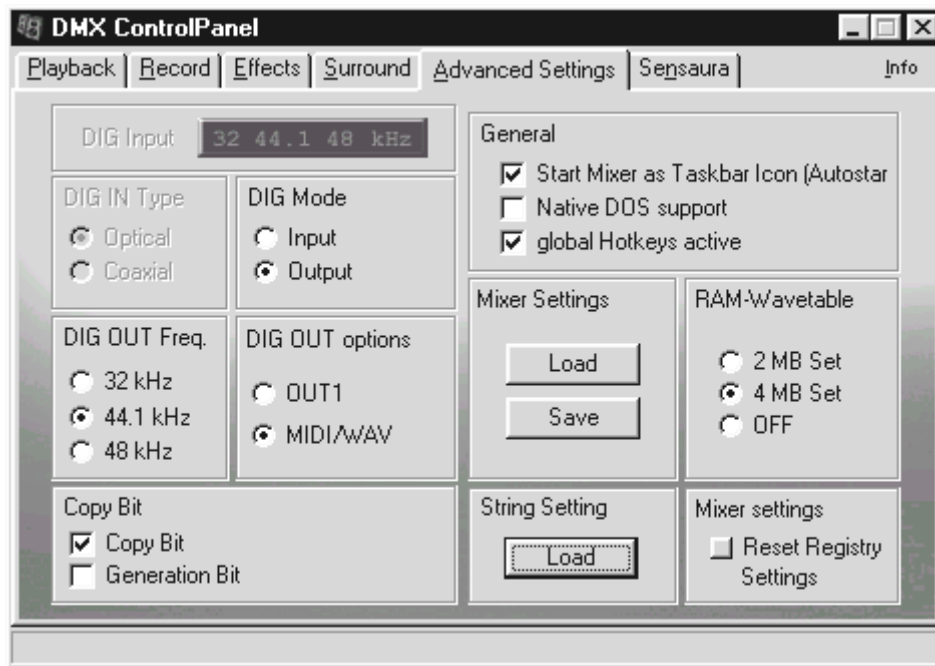 DMX ControlPanel
Playback Record Effects Surround Advanced Settings Sensaura Info
DIG Input 32 44.1 48 kHz
DIG IN Type
Optical
Coaxial
DIG Mode
Input
Output
General
Start Mixer as Taskbar Icon (Autostar
Native DOS support
global Hotkeys active
DIG OUT Freq.
32 kHz
44.1 kHz
48 kHz
DIG OUT options
OUT1
MIDI/WAV
Mixer Settings
Load
Save
RAM-Wavetable
2 MB Set
4 MB Set
OFF
Copy Bit
Copy Bit
Generation Bit
String Setting
Load
Mixer settings
Reset Registry
Settings